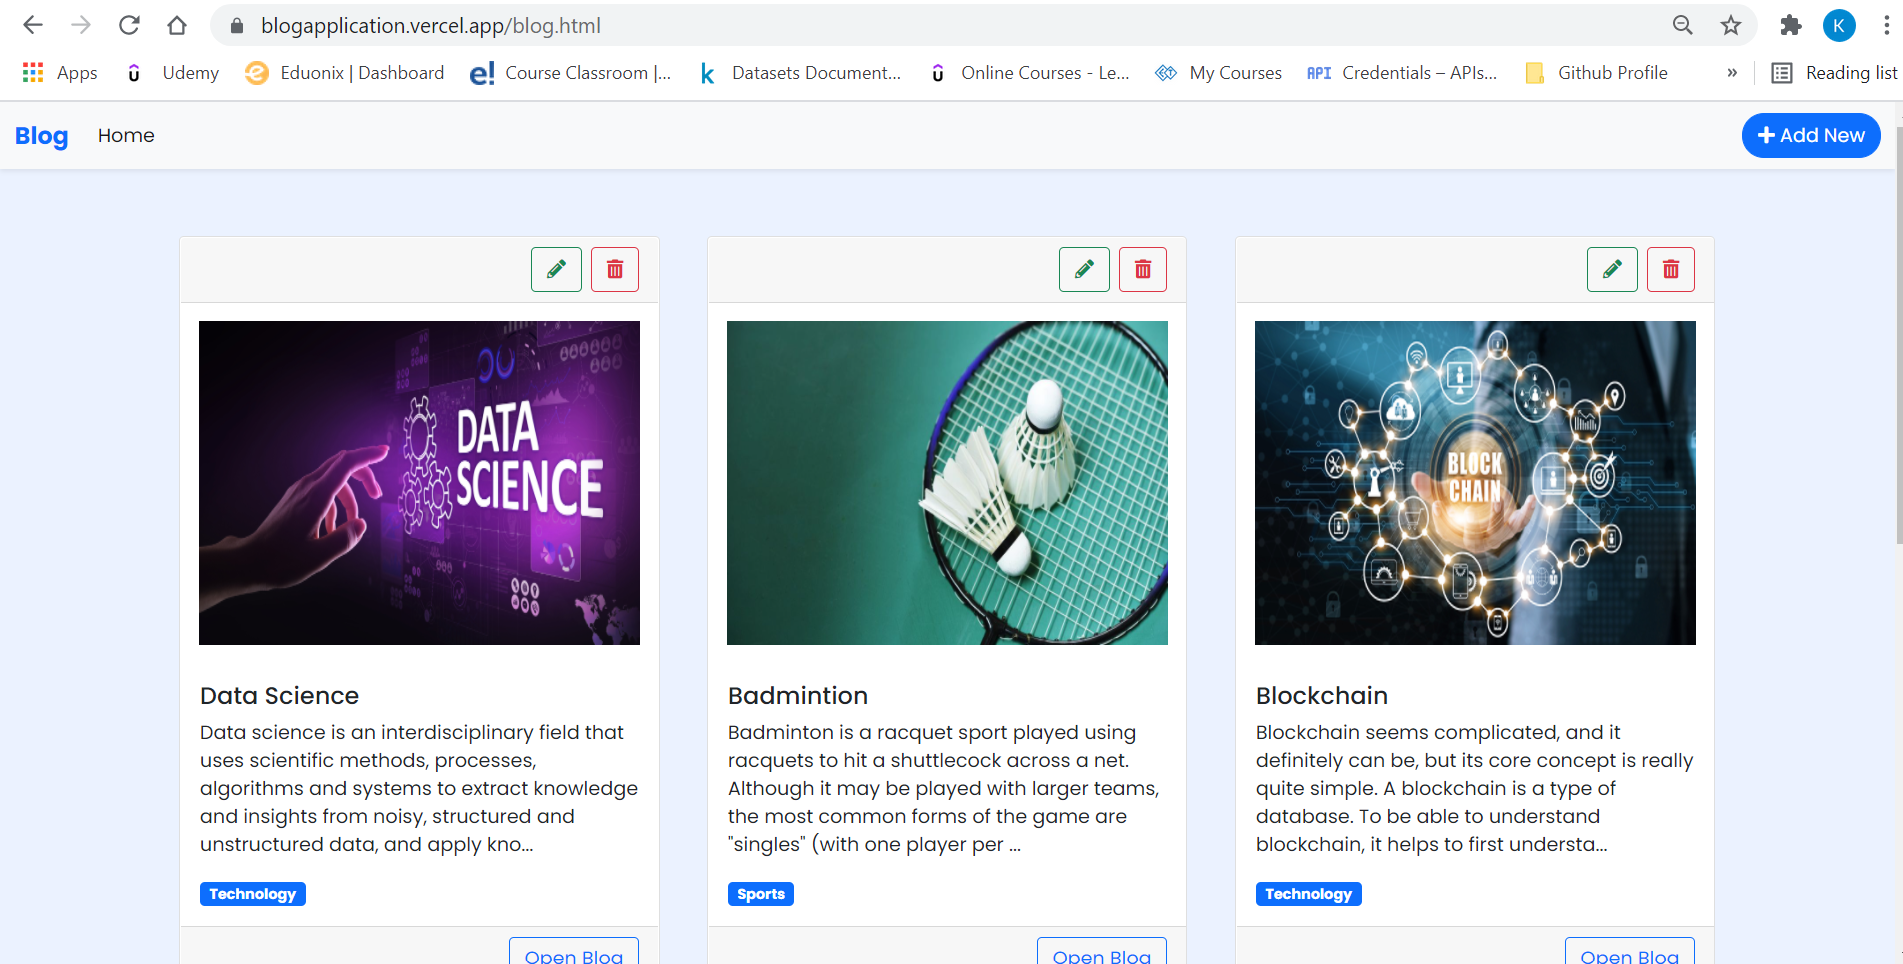 blogapplication.vercel.app/blog.html
K
Apps Udemy Eduonix | Dashboard e! Course Classroom |... k Datasets Document... Online Courses - Le... My Courses API Credentials – APIs... Github Profile » Reading list
Blog Home Add New
DATA
SCIENCE
BLOCK
CHAIN
Data Science
Data science is an interdisciplinary field that
uses scientific methods, processes,
algorithms and systems to extract knowledge
and insights from noisy, structured and
unstructured data, and apply kno...
Technology
Open Blog
Badmintion
Badminton is a racquet sport played using
racquets to hit a shuttlecock across a net.
Although it may be played with larger teams,
the most common forms of the game are
"singles" (with one player per ...
Sports
Open Blog
Blockchain
Blockchain seems complicated, and it
definitely can be, but its core concept is really
quite simple. A blockchain is a type of
database. To be able to understand
blockchain, it helps to first understa...
Technology
Open Blog